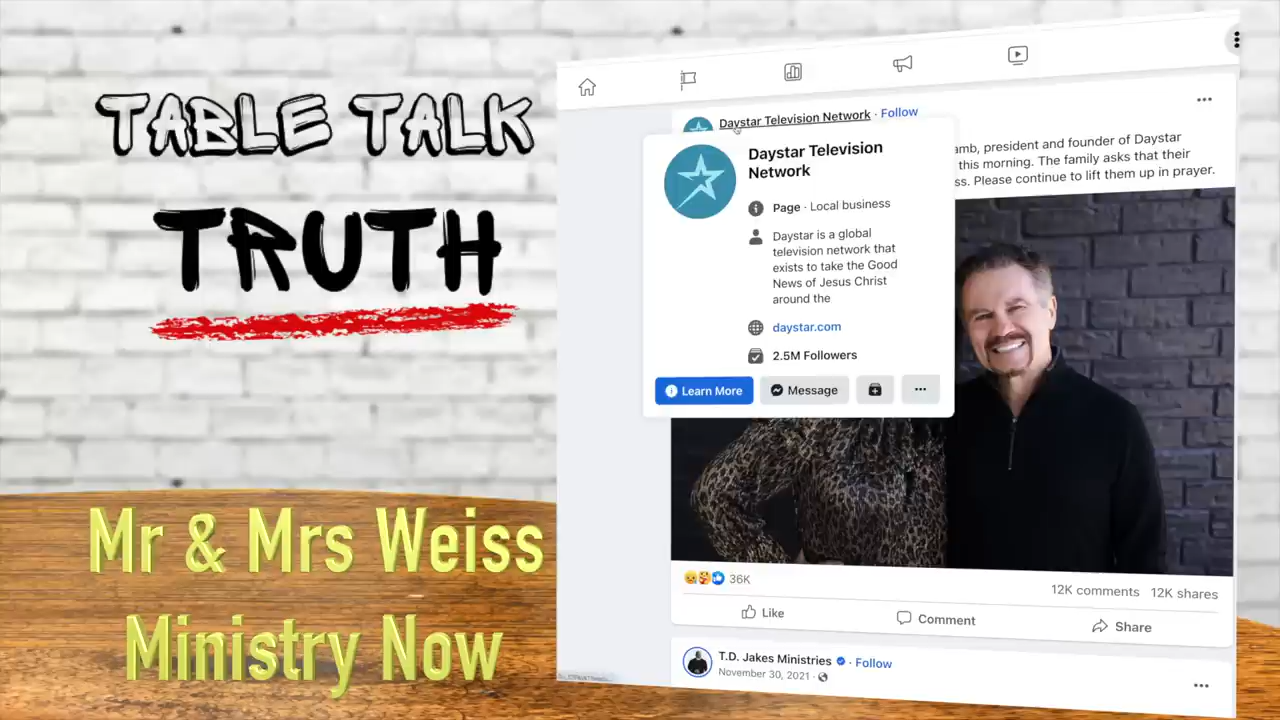 TABLE TALK
TRUTH
Mr & Mrs Weiss
Ministry Now
Daystar Television Network · Follow
amb, president and founder of Daystar
this morning. The family asks that their
ss. Please continue to lift them up in prayer.
Daystar Television
Network
Page · Local business
Daystar is a global
television network that
exists to take the Good
News of Jesus Christ
around the
daystar.com
2.5M Followers
Learn More
Message
36K
12K comments 12K shares
Like
Comment
Share
T.D. Jakes Ministries · Follow
November 30, 2021 ·